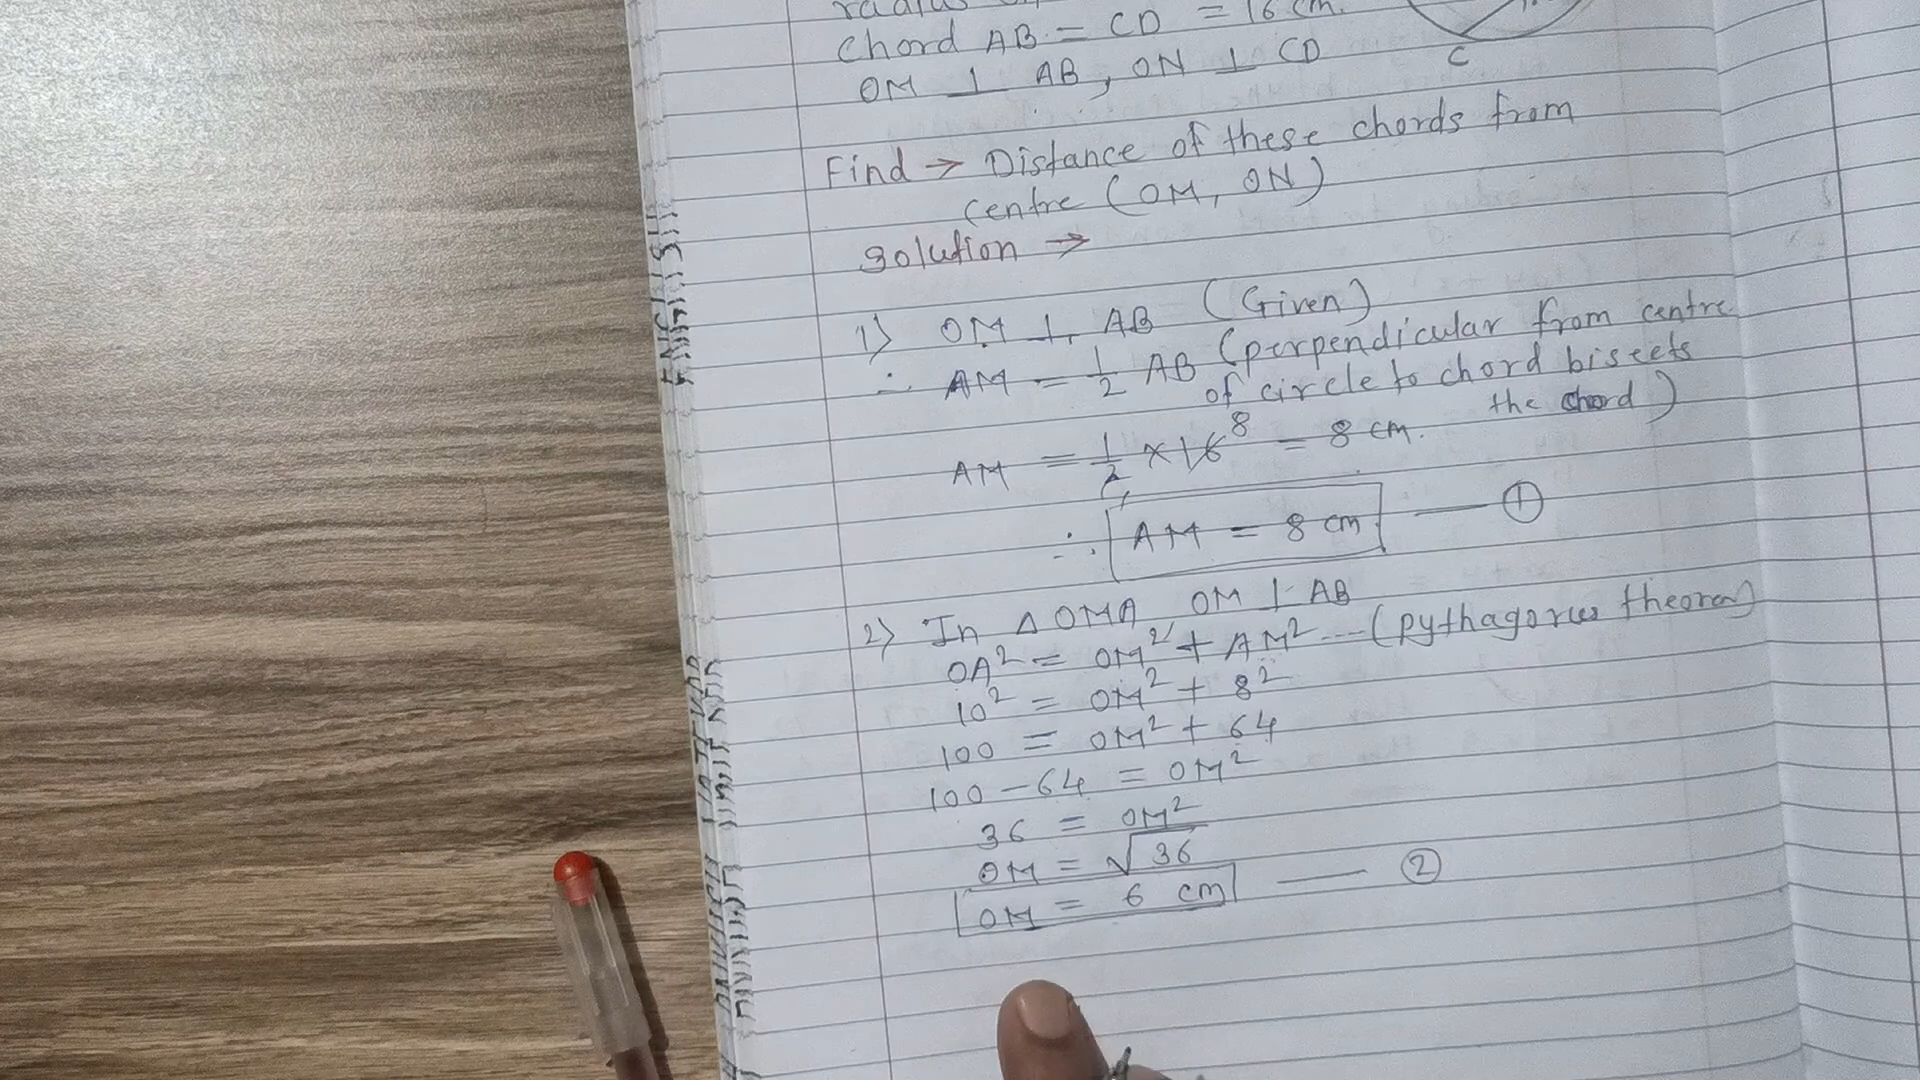 radius
chord AB = CD = 16 cm.
OM ⊥ AB, ON ⊥ CD
C
Find → Distance of these chords from
centre (OM, ON)
Solution →
1) OM ⊥ AB (Given)
∴ AM = 1/2 AB (perpendicular from centre
of circle to chord bisects
the chord)
AM = 1/2 × 16 8 = 8 cm.
∴ AM = 8 cm — ①
2) In △ OMA OM ⊥ AB
OA² = OM² + AM² --- (pythagorus theorem)
10² = OM² + 8²
100 = OM² + 64
100 - 64 = OM²
36 = OM²
OM = √36
OM = 6 cm — ②